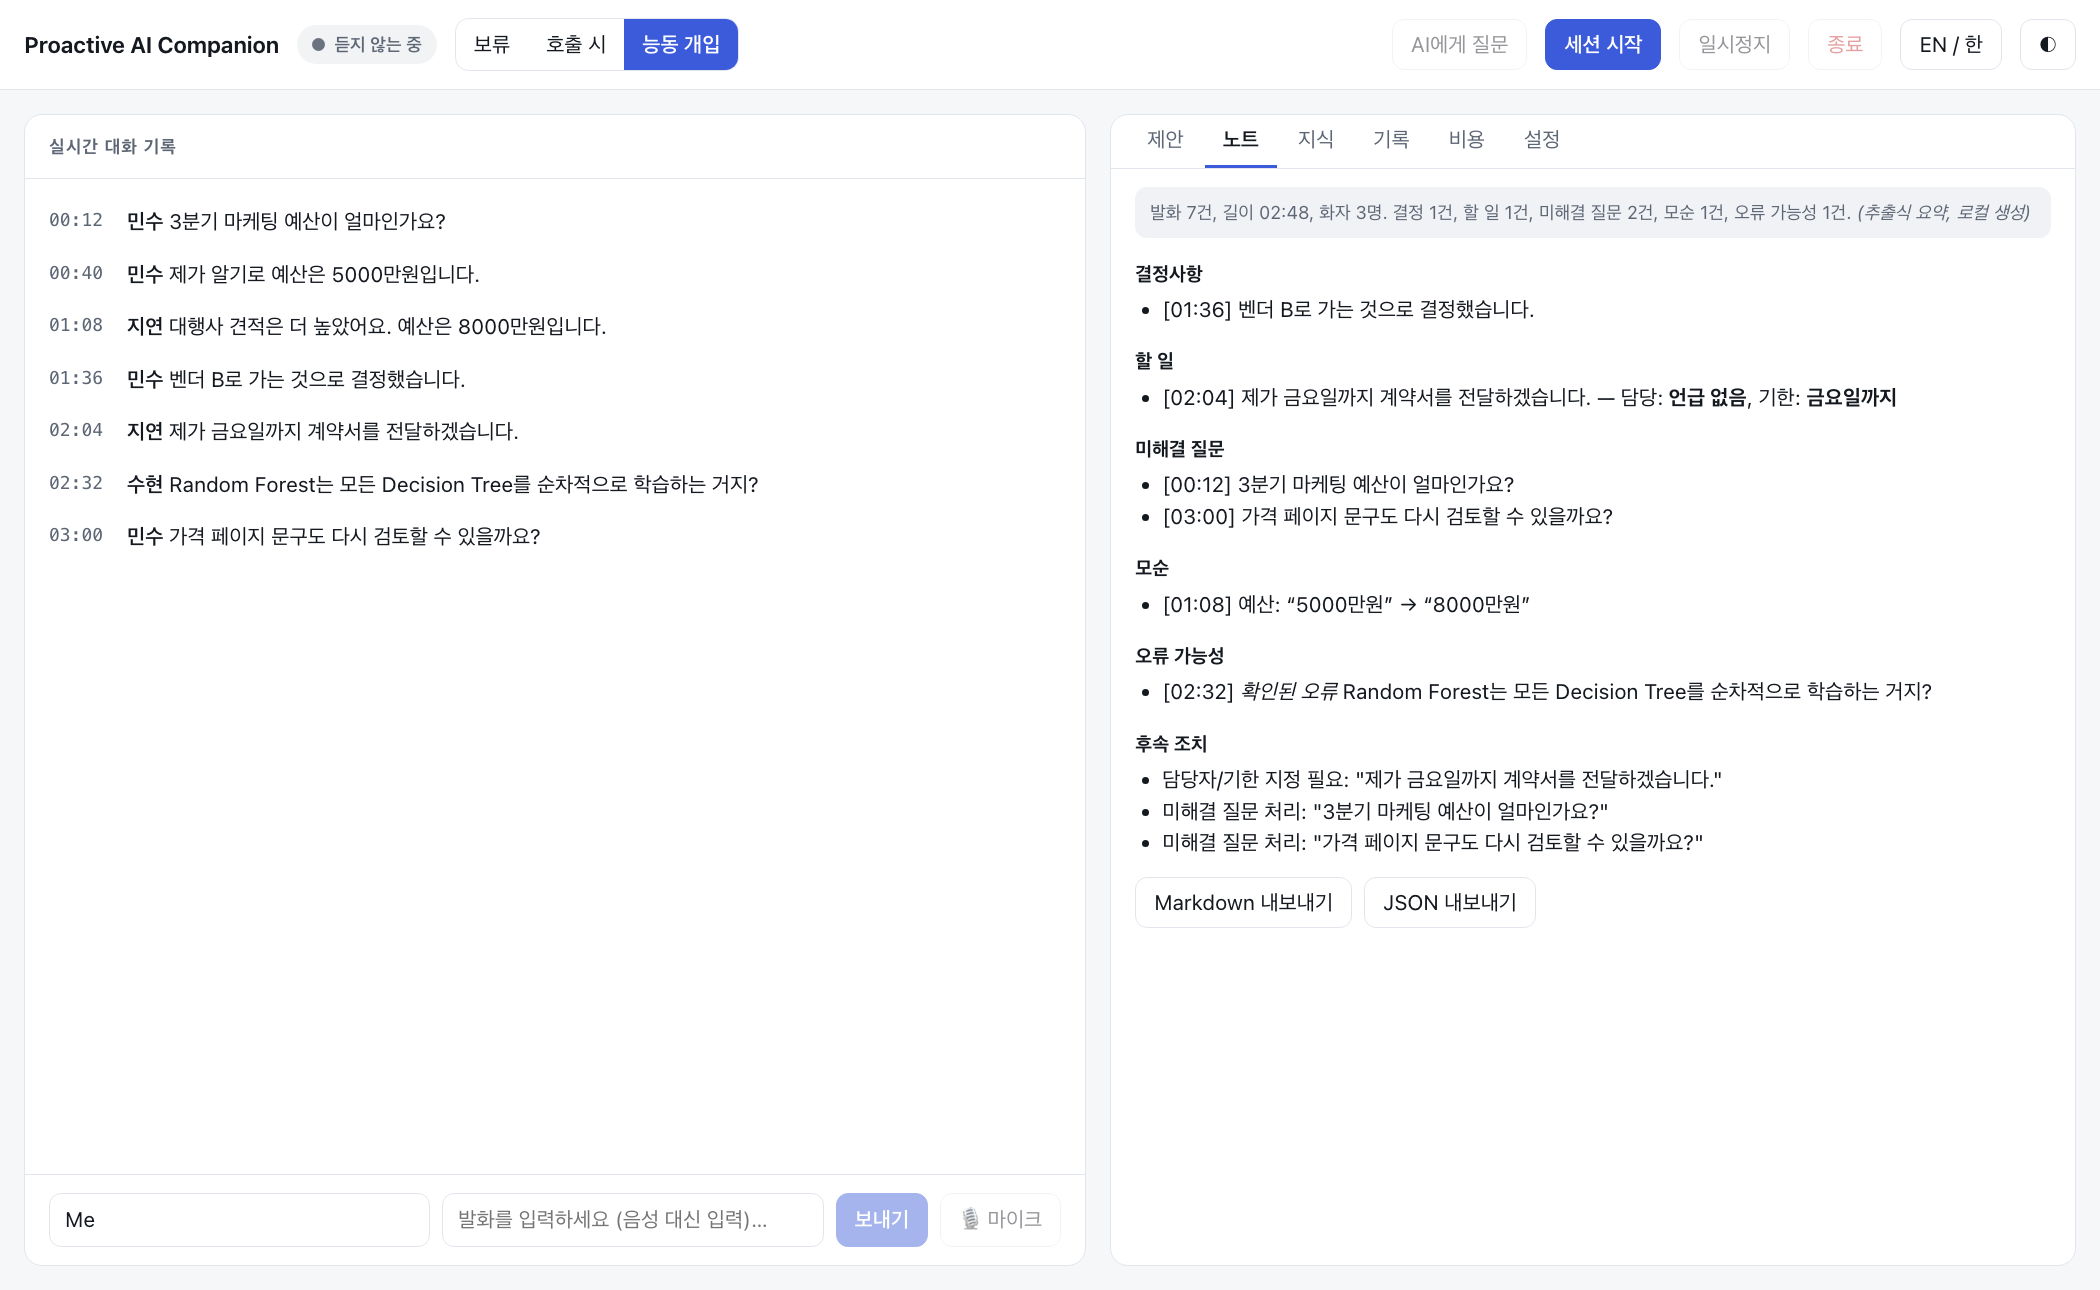 Proactive AI Companion
듣지 않는 중
보류
호출 시
능동 개입
AI에게 질문
세션 시작
일시정지
종료
EN / 한
실시간 대화 기록
00:12 민수 3분기 마케팅 예산이 얼마인가요?
00:40 민수 제가 알기로 예산은 5000만원입니다.
01:08 지연 대행사 견적은 더 높았어요. 예산은 8000만원입니다.
01:36 민수 벤더 B로 가는 것으로 결정했습니다.
02:04 지연 제가 금요일까지 계약서를 전달하겠습니다.
02:32 수현 Random Forest는 모든 Decision Tree를 순차적으로 학습하는 거지?
03:00 민수 가격 페이지 문구도 다시 검토할 수 있을까요?
Me
발화를 입력하세요 (음성 대신 입력)...
보내기
마이크
제안
노트
지식
기록
비용
설정
발화 7건, 길이 02:48, 화자 3명. 결정 1건, 할 일 1건, 미해결 질문 2건, 모순 1건, 오류 가능성 1건. (추출식 요약, 로컬 생성)
결정사항
[01:36] 벤더 B로 가는 것으로 결정했습니다.
할 일
[02:04] 제가 금요일까지 계약서를 전달하겠습니다. — 담당: 언급 없음, 기한: 금요일까지
미해결 질문
[00:12] 3분기 마케팅 예산이 얼마인가요?
[03:00] 가격 페이지 문구도 다시 검토할 수 있을까요?
모순
[01:08] 예산: “5000만원” → “8000만원”
오류 가능성
[02:32] 확인된 오류 Random Forest는 모든 Decision Tree를 순차적으로 학습하는 거지?
후속 조치
담당자/기한 지정 필요: "제가 금요일까지 계약서를 전달하겠습니다."
미해결 질문 처리: "3분기 마케팅 예산이 얼마인가요?"
미해결 질문 처리: "가격 페이지 문구도 다시 검토할 수 있을까요?"
Markdown 내보내기
JSON 내보내기